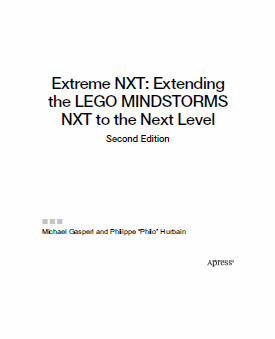 Extreme NXT: Extending
the LEGO MINDSTORMS
NXT to the Next Level
Second Edition
Michael Gasperi and Philippe "Philo" Hurbain
Apress®